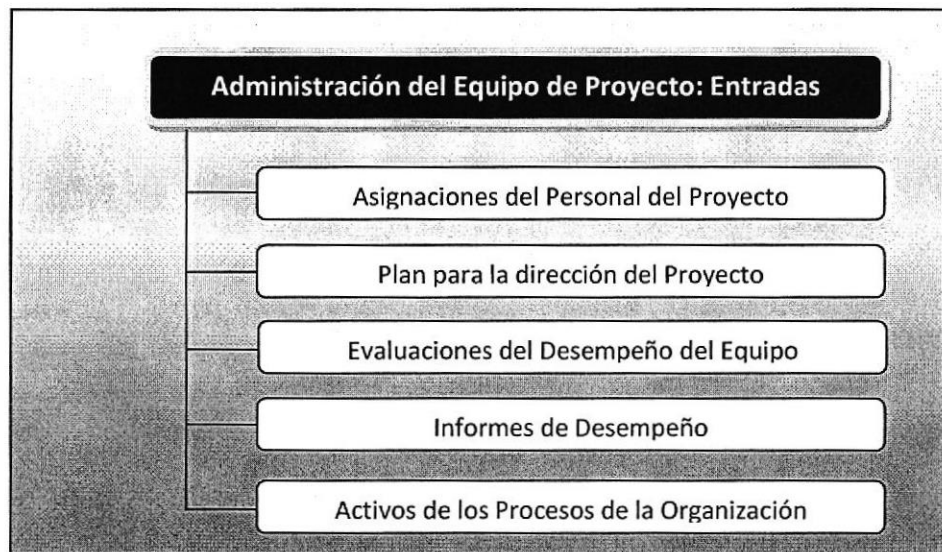 Administración del Equipo de Proyecto: Entradas
Asignaciones del Personal del Proyecto
Plan para la dirección del Proyecto
Evaluaciones del Desempeño del Equipo
Informes de Desempeño
Activos de los Procesos de la Organización